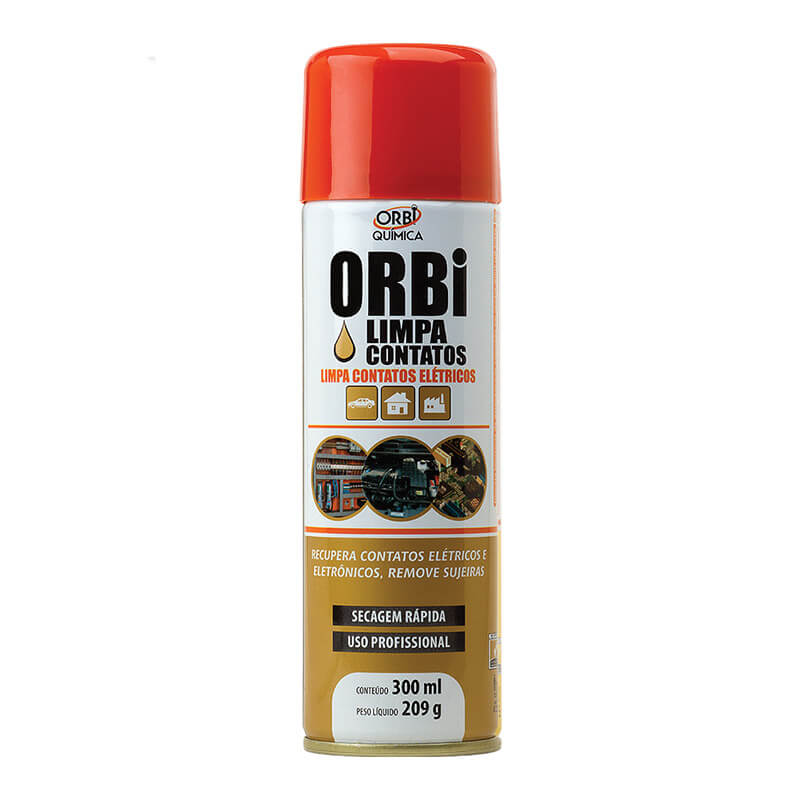 ORBi
QUÍMICA
ORBi
LIMPA
CONTATOS
LIMPA CONTATOS ELÉTRICOS
RECUPERA CONTATOS ELÉTRICOS E
ELETRÔNICOS, REMOVE SUJEIRAS
SECAGEM RÁPIDA
USO PROFISSIONAL
CONTEÚDO 300 ml
PESO LÍQUIDO 209 g